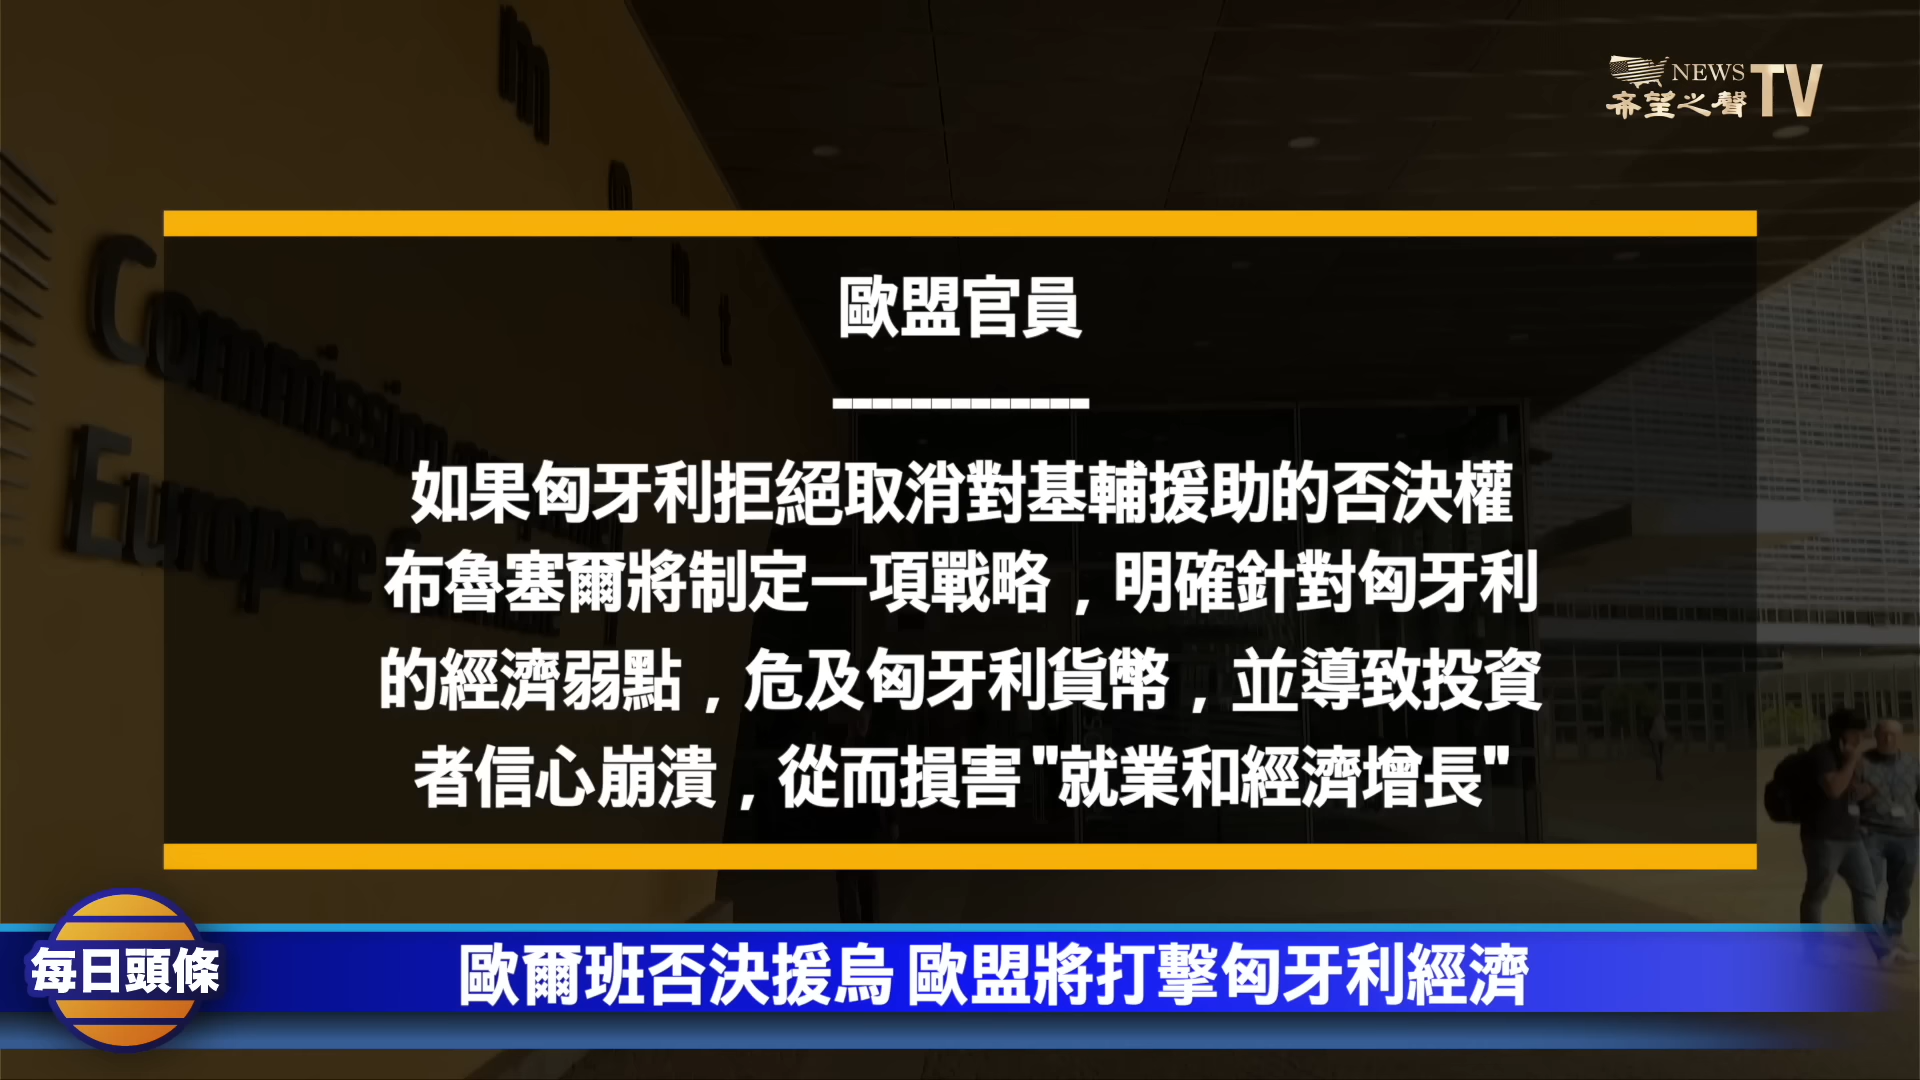 NEWS
希望之聲TV
Commission
Europese
歐盟官員
如果匈牙利拒絕取消對基輔援助的否決權
布魯塞爾將制定一項戰略，明確針對匈牙利
的經濟弱點，危及匈牙利貨幣，並導致投資
者信心崩潰，從而損害"就業和經濟增長"
每日頭條
歐爾班否決援烏 歐盟將打擊匈牙利經濟